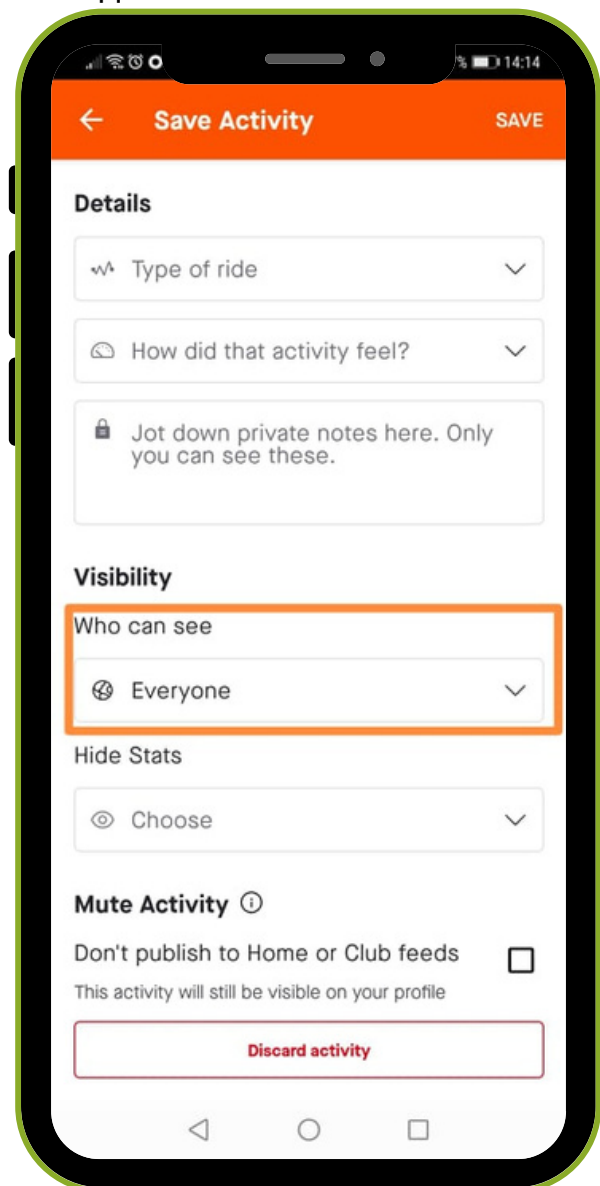 % 14:14
Save Activity SAVE
Details
Type of ride
How did that activity feel?
Jot down private notes here. Only
you can see these.
Visibility
Who can see
Everyone
Hide Stats
Choose
Mute Activity
Don't publish to Home or Club feeds
This activity will still be visible on your profile
Discard activity